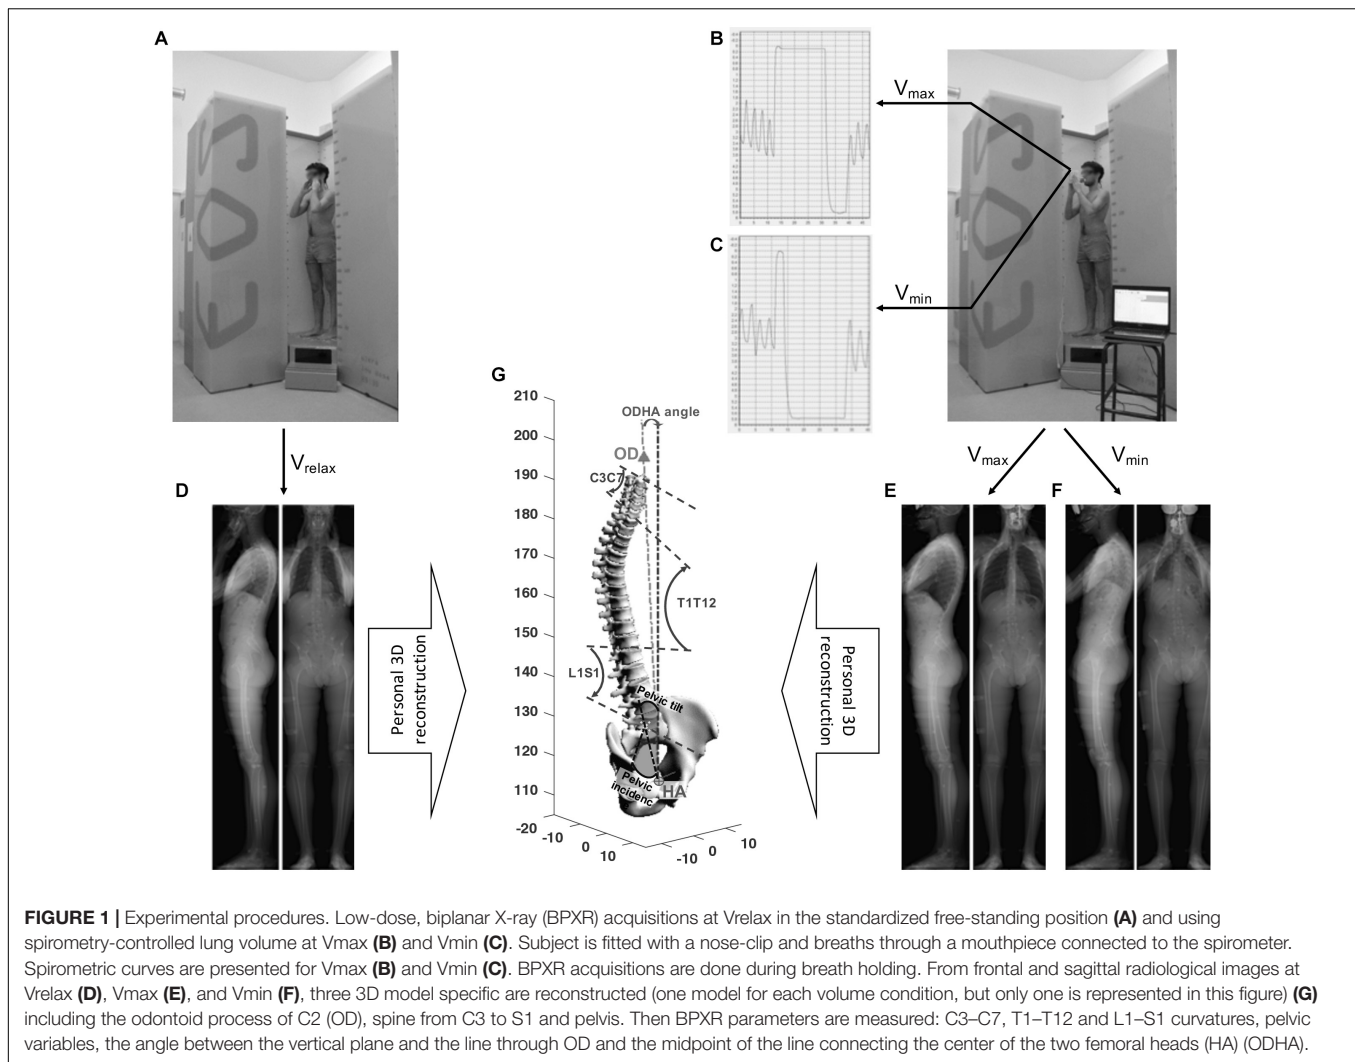 A
B
V
max
EOS
EOS
C
V
min
G
210
ODHA angle
200
OD
V
relax
V
max
V
min
190
C3C7
D
E
F
180
170
160
T1T12
150
L1S1
140
Personal 3D
reconstruction
Personal 3D
reconstruction
Pelvic tilt
130
120
Pelvic
incidenc
HA
110
-20
-10
0
10
-10
0
10
FIGURE 1 | Experimental procedures. Low-dose, biplanar X-ray (BPXR) acquisitions at Vrelax in the standardized free-standing position (A) and using
spirometry-controlled lung volume at Vmax (B) and Vmin (C). Subject is fitted with a nose-clip and breaths through a mouthpiece connected to the spirometer.
Spirometric curves are presented for Vmax (B) and Vmin (C). BPXR acquisitions are done during breath holding. From frontal and sagittal radiological images at
Vrelax (D), Vmax (E), and Vmin (F), three 3D model specific are reconstructed (one model for each volume condition, but only one is represented in this figure) (G)
including the odontoid process of C2 (OD), spine from C3 to S1 and pelvis. Then BPXR parameters are measured: C3–C7, T1–T12 and L1–S1 curvatures, pelvic
variables, the angle between the vertical plane and the line through OD and the midpoint of the line connecting the center of the two femoral heads (HA) (ODHA).